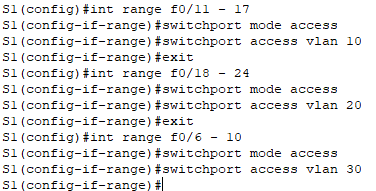 S1(config)#int range f0/11 - 17
S1(config-if-range)#switchport mode access
S1(config-if-range)#switchport access vlan 10
S1(config-if-range)#exit
S1(config)#int range f0/18 - 24
S1(config-if-range)#switchport mode access
S1(config-if-range)#switchport access vlan 20
S1(config-if-range)#exit
S1(config)#int range f0/6 - 10
S1(config-if-range)#switchport mode access
S1(config-if-range)#switchport access vlan 30
S1(config-if-range)#